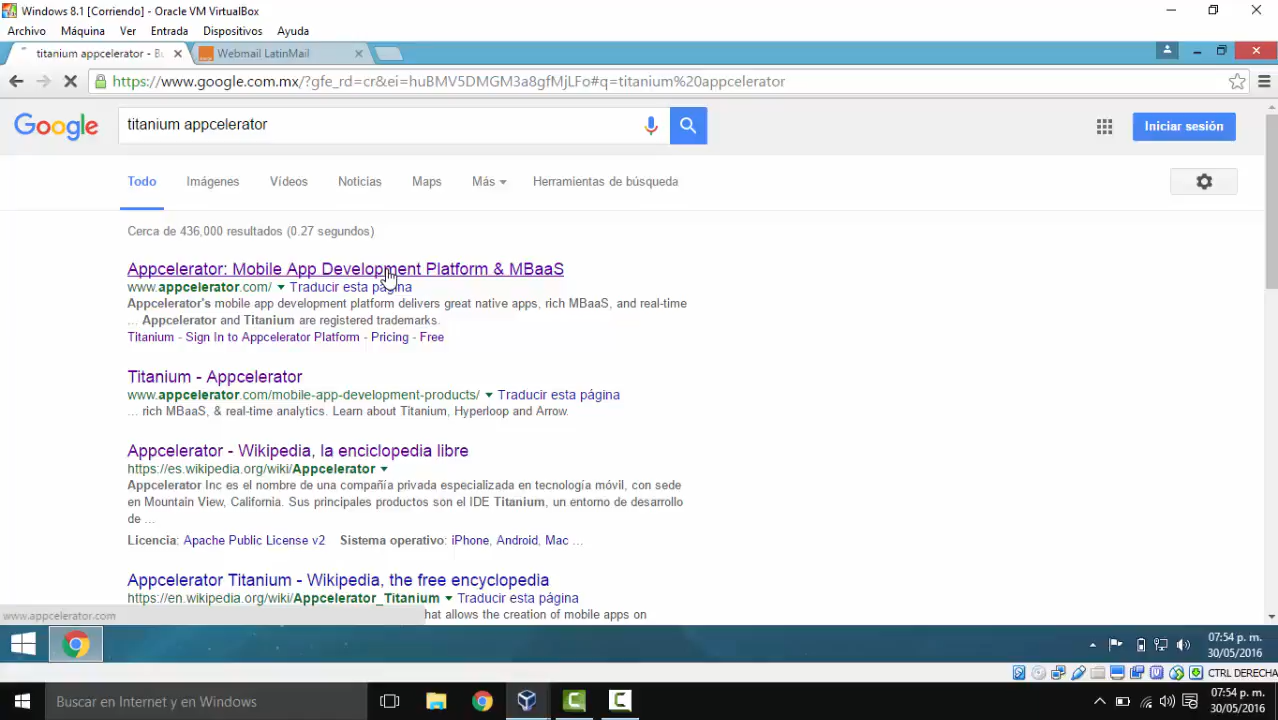 Windows 8.1 [Corriendo] - Oracle VM VirtualBox
Archivo Máquina Ver Entrada Dispositivos Ayuda
titanium appcelerator - Bu
Webmail LatinMail
https://www.google.com.mx/?gfe_rd=cr&ei=huBMV5DMGM3a8gfMjLFo#q=titanium%20appcelerator
Google
titanium appcelerator
Iniciar sesión
Todo Imágenes Vídeos Noticias Maps Más Herramientas de búsqueda
Cerca de 436,000 resultados (0.27 segundos)
Appcelerator: Mobile App Development Platform & MBaaS
www.appcelerator.com/ Traducir esta página
Appcelerator's mobile app development platform delivers great native apps, rich MBaaS, and real-time
... Appcelerator and Titanium are registered trademarks.
Titanium - Sign In to Appcelerator Platform - Pricing - Free
Titanium - Appcelerator
www.appcelerator.com/mobile-app-development-products/ Traducir esta página
... rich MBaaS, & real-time analytics. Learn about Titanium, Hyperloop and Arrow.
Appcelerator - Wikipedia, la enciclopedia libre
https://es.wikipedia.org/wiki/Appcelerator
Appcelerator Inc es el nombre de una compañía privada especializada en tecnología móvil, con sede
en Mountain View, California. Sus principales productos son el IDE Titanium, un entorno de desarrollo
de ...
Licencia: Apache Public License v2 Sistema operativo: iPhone, Android, Mac ...
Appcelerator Titanium - Wikipedia, the free encyclopedia
https://en.wikipedia.org/wiki/Appcelerator_Titanium Traducir esta página
that allows the creation of mobile apps on
www.appcelerator.com
07:54 p. m.
30/05/2016
CTRL DERECHA
Buscar en Internet y en Windows
07:54 p. m.
30/05/2016